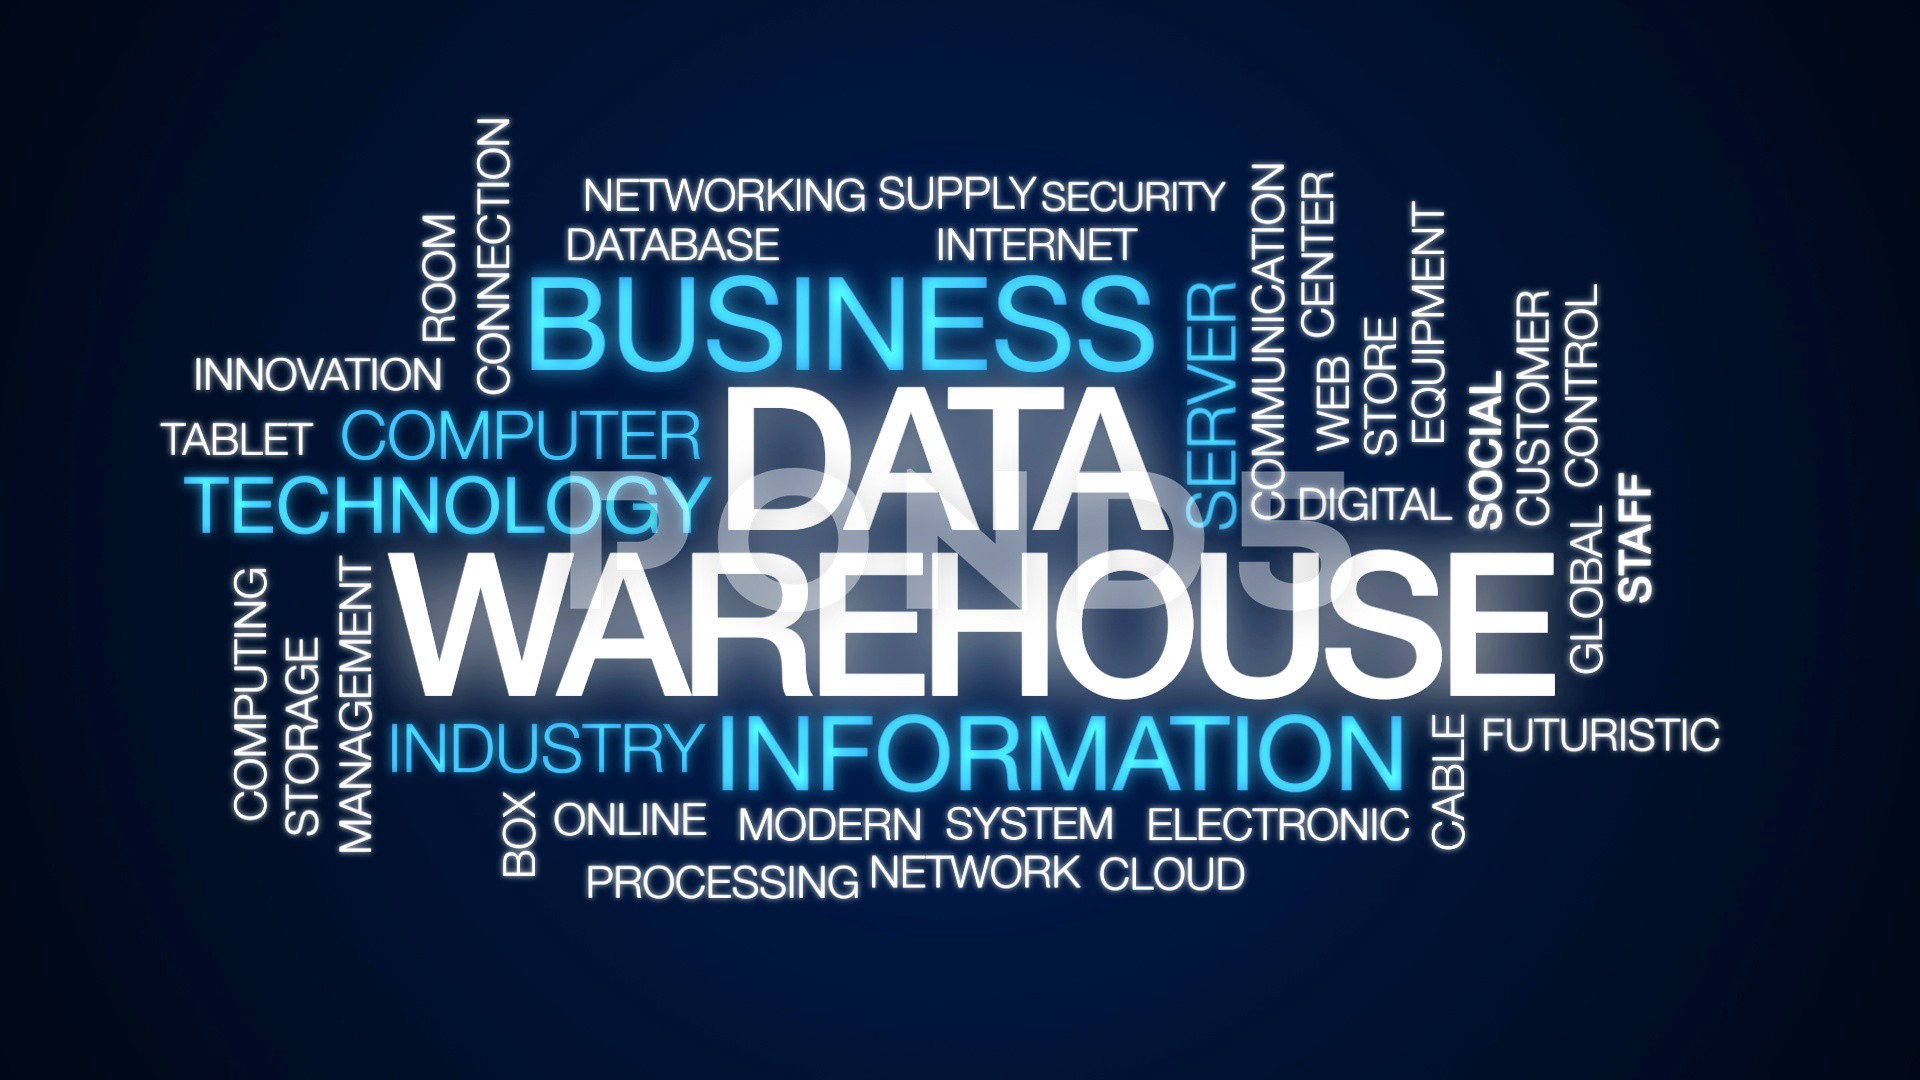 CONNECTION
ROOM
NETWORKING SUPPLY SECURITY
DATABASE INTERNET
BUSINESS
SERVER
COMMUNICATION
CENTER
WEB
STORE
EQUIPMENT
SOCIAL
CUSTOMER
CONTROL
INNOVATION
TABLET COMPUTER
TECHNOLOGY
DATA
DIGITAL
STAFF
GLOBAL
POND5
WAREHOUSE
COMPUTING
STORAGE
MANAGEMENT
INDUSTRY INFORMATION
CABLE
FUTURISTIC
BOX
ONLINE MODERN SYSTEM ELECTRONIC
PROCESSING NETWORK CLOUD